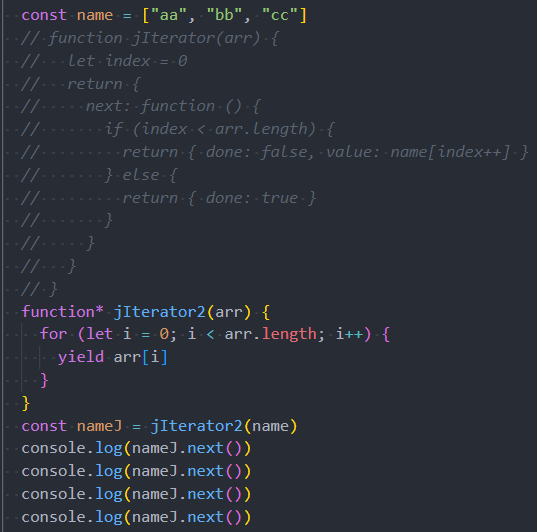 const name = ["aa", "bb", "cc"]
// function jIterator(arr) {
//   let index = 0
//   return {
//     next: function () {
//       if (index < arr.length) {
//         return { done: false, value: name[index++] }
//       } else {
//         return { done: true }
//       }
//     }
//   }
// }
function* jIterator2(arr) {
  for (let i = 0; i < arr.length; i++) {
    yield arr[i]
  }
}
const nameJ = jIterator2(name)
console.log(nameJ.next())
console.log(nameJ.next())
console.log(nameJ.next())
console.log(nameJ.next())